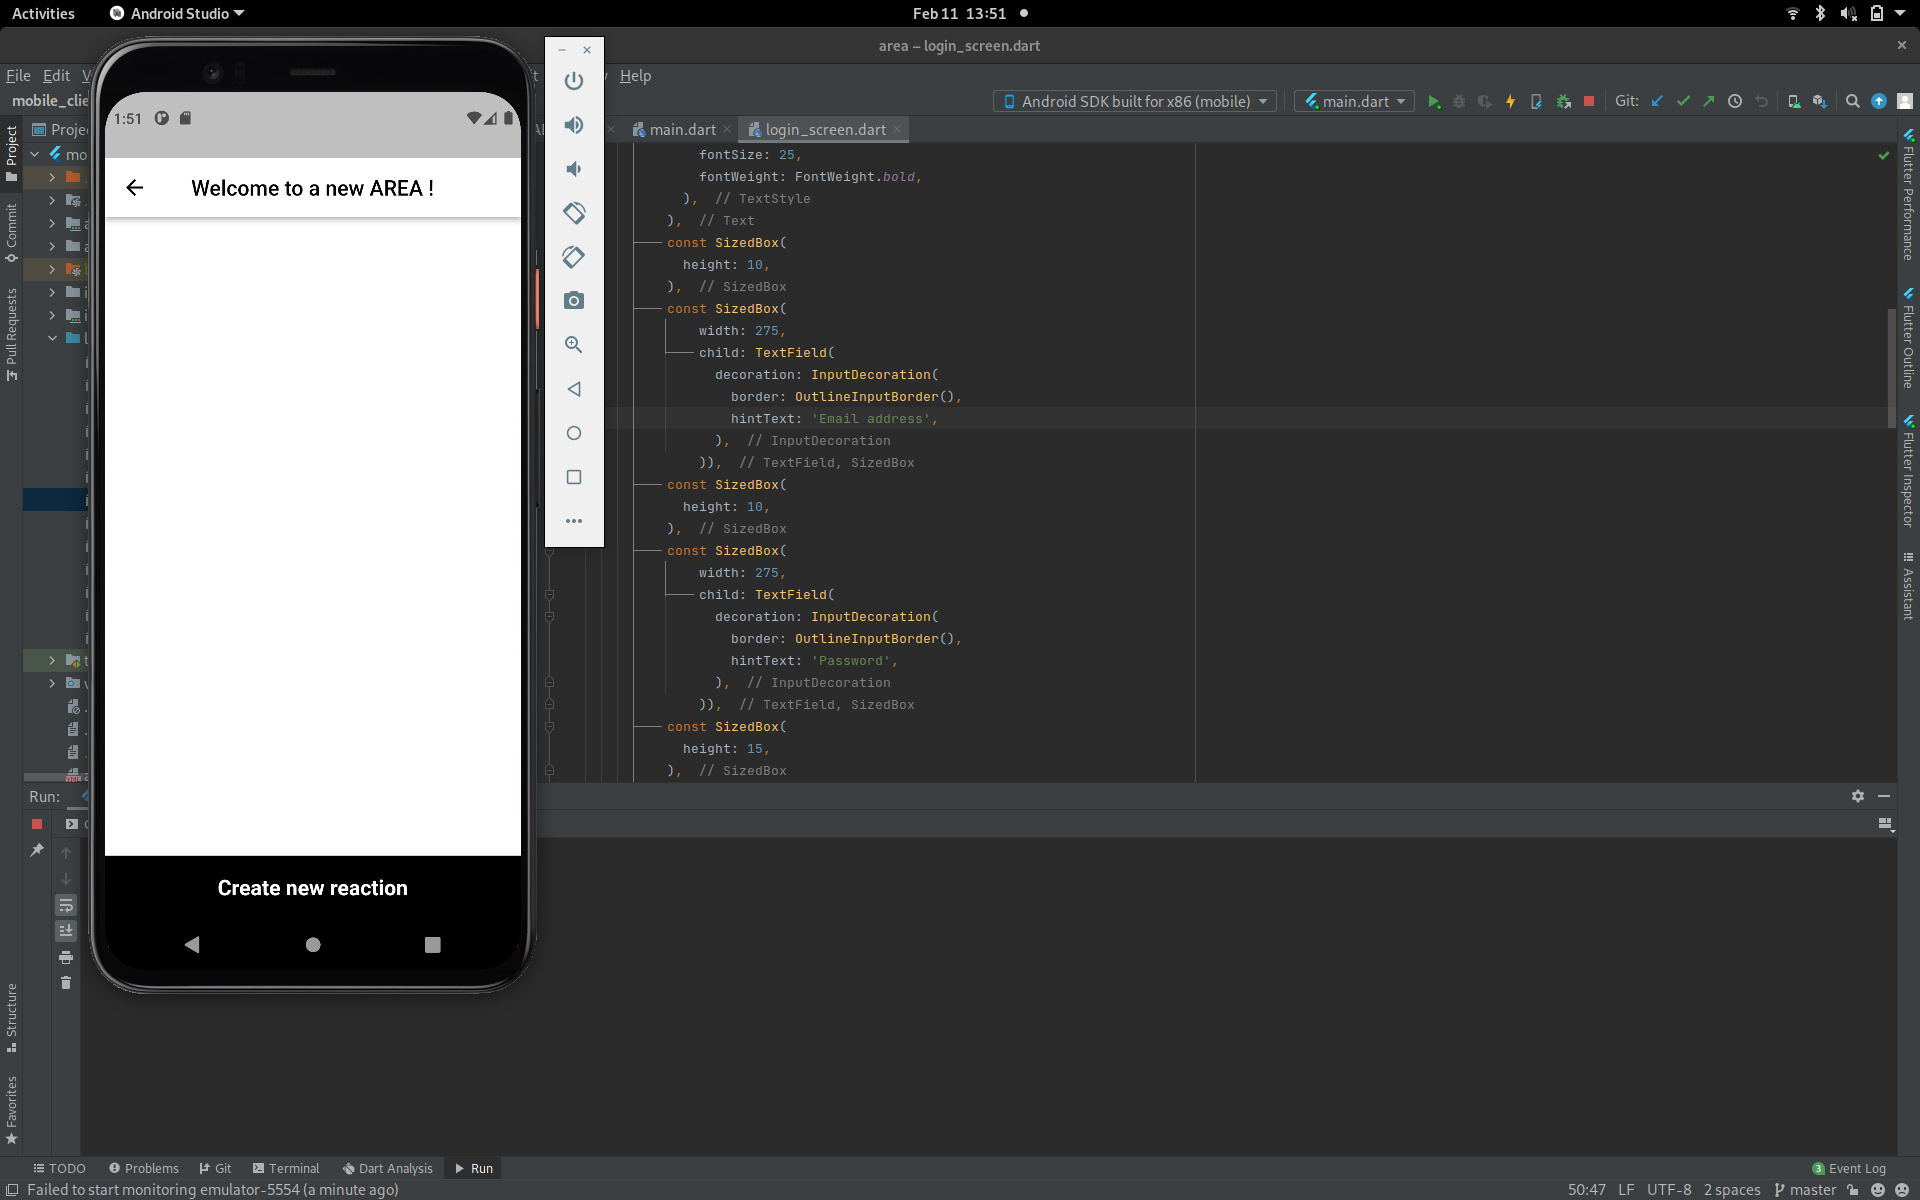 Activities
Android Studio
Feb 11 13:51
area – login_screen.dart
File Edit V
Help
mobile_clie
Android SDK built for x86 (mobile)
main.dart
Git:
Project
main.dart
login_screen.dart
1:51
Welcome to a new AREA !
Create new reaction
fontSize: 25,
fontWeight: FontWeight.bold,
), // TextStyle
), // Text
const SizedBox(
height: 10,
), // SizedBox
const SizedBox(
width: 275,
child: TextField(
decoration: InputDecoration(
border: OutlineInputBorder(),
hintText: 'Email address',
), // InputDecoration
)), // TextField, SizedBox
const SizedBox(
height: 10,
), // SizedBox
const SizedBox(
width: 275,
child: TextField(
decoration: InputDecoration(
border: OutlineInputBorder(),
hintText: 'Password',
), // InputDecoration
)), // TextField, SizedBox
const SizedBox(
height: 15,
), // SizedBox
Commit
Pull Requests
Structure
Favorites
Flutter Performance
Flutter Outline
Flutter Inspector
Assistant
Run:
TODO
Problems
Git
Terminal
Dart Analysis
Run
3 Event Log
Failed to start monitoring emulator-5554 (a minute ago)
50:47 LF UTF-8 2 spaces master